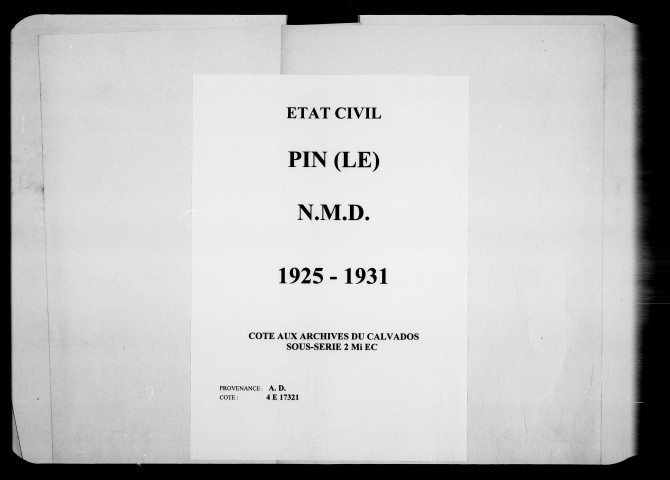 ETAT CIVIL
PIN (LE)
N.M.D.
1925 - 1931
COTE AUX ARCHIVES DU CALVADOS
SOUS-SERIE 2 Mi EC
PROVENANCE : A. D.
COTE : 4 E 17321